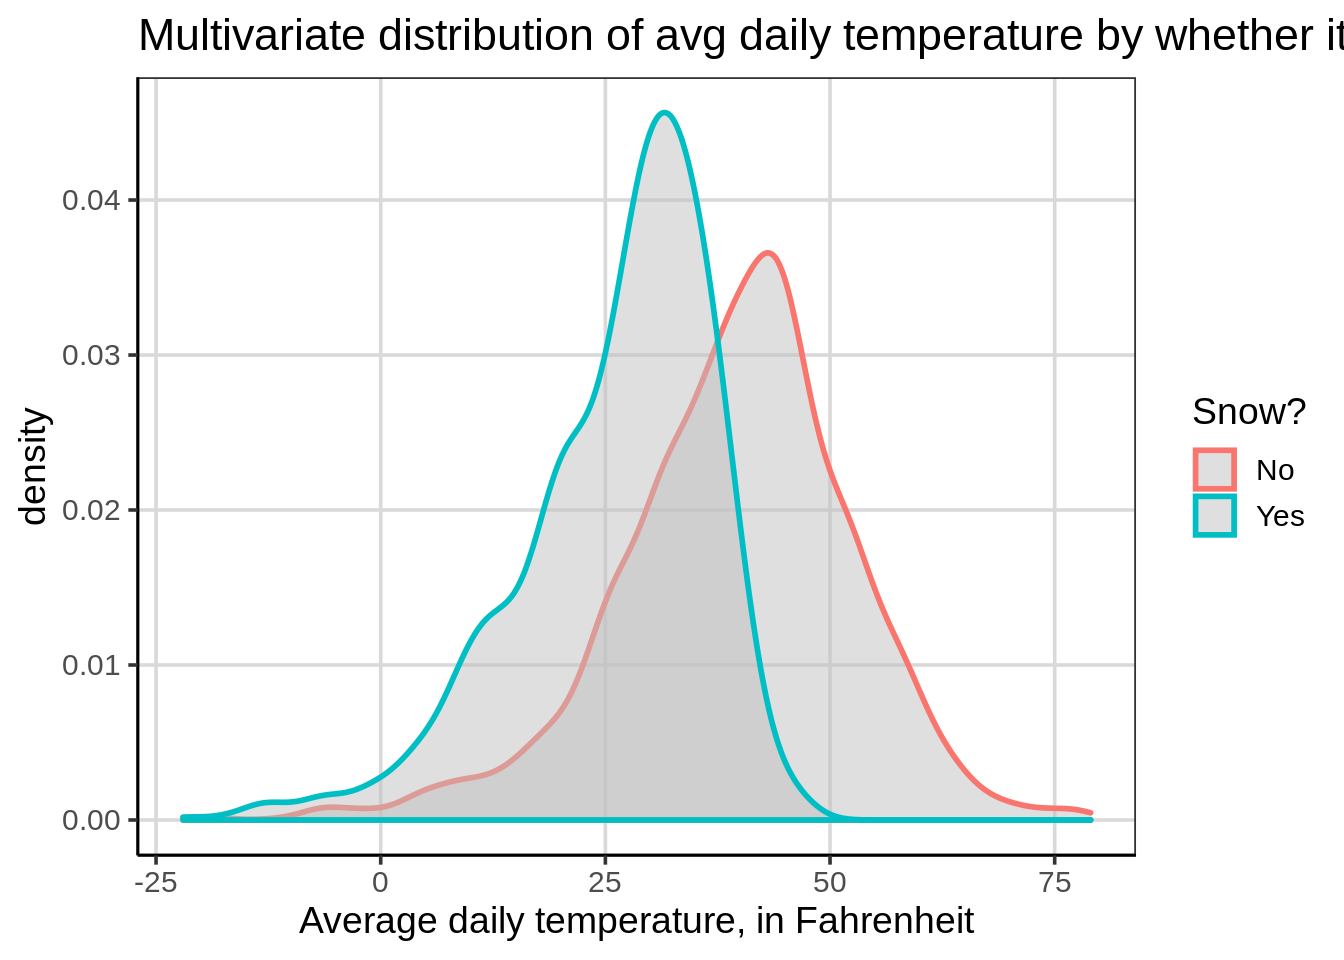 Multivariate distribution of avg daily temperature by whether it
density
0.04
0.03
0.02
0.01
0.00
-25 0 25 50 75
Average daily temperature, in Fahrenheit
Snow?
No
Yes